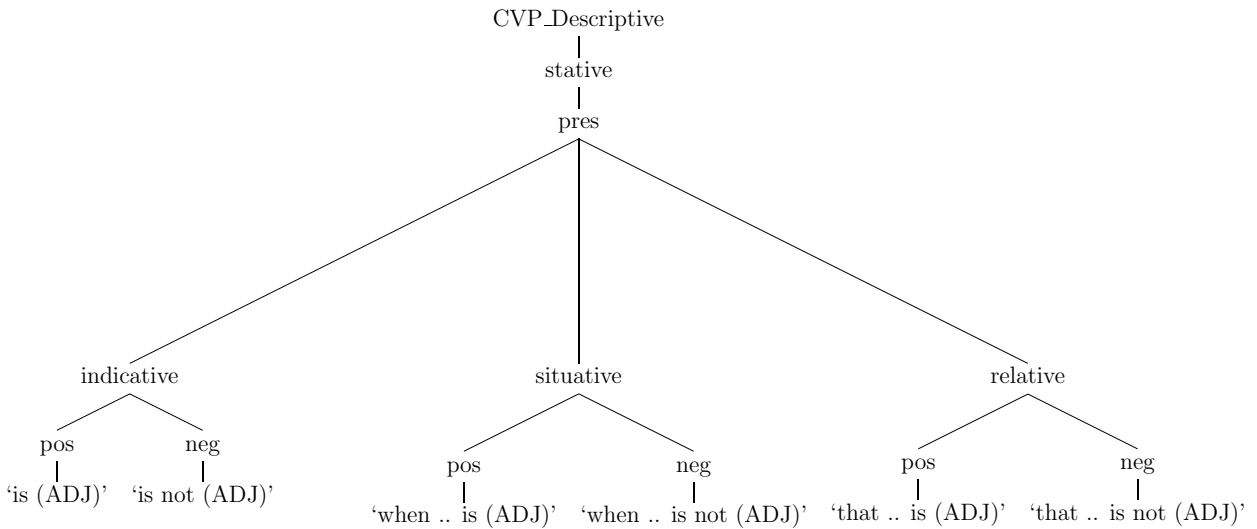 CVP_Descriptive
stative
pres
indicative situative relative
pos neg pos neg pos neg
‘is (ADJ)’ ‘is not (ADJ)’ ‘when .. is (ADJ)’ ‘when .. is not (ADJ)’ ‘that .. is (ADJ)’ ‘that .. is not (ADJ)’